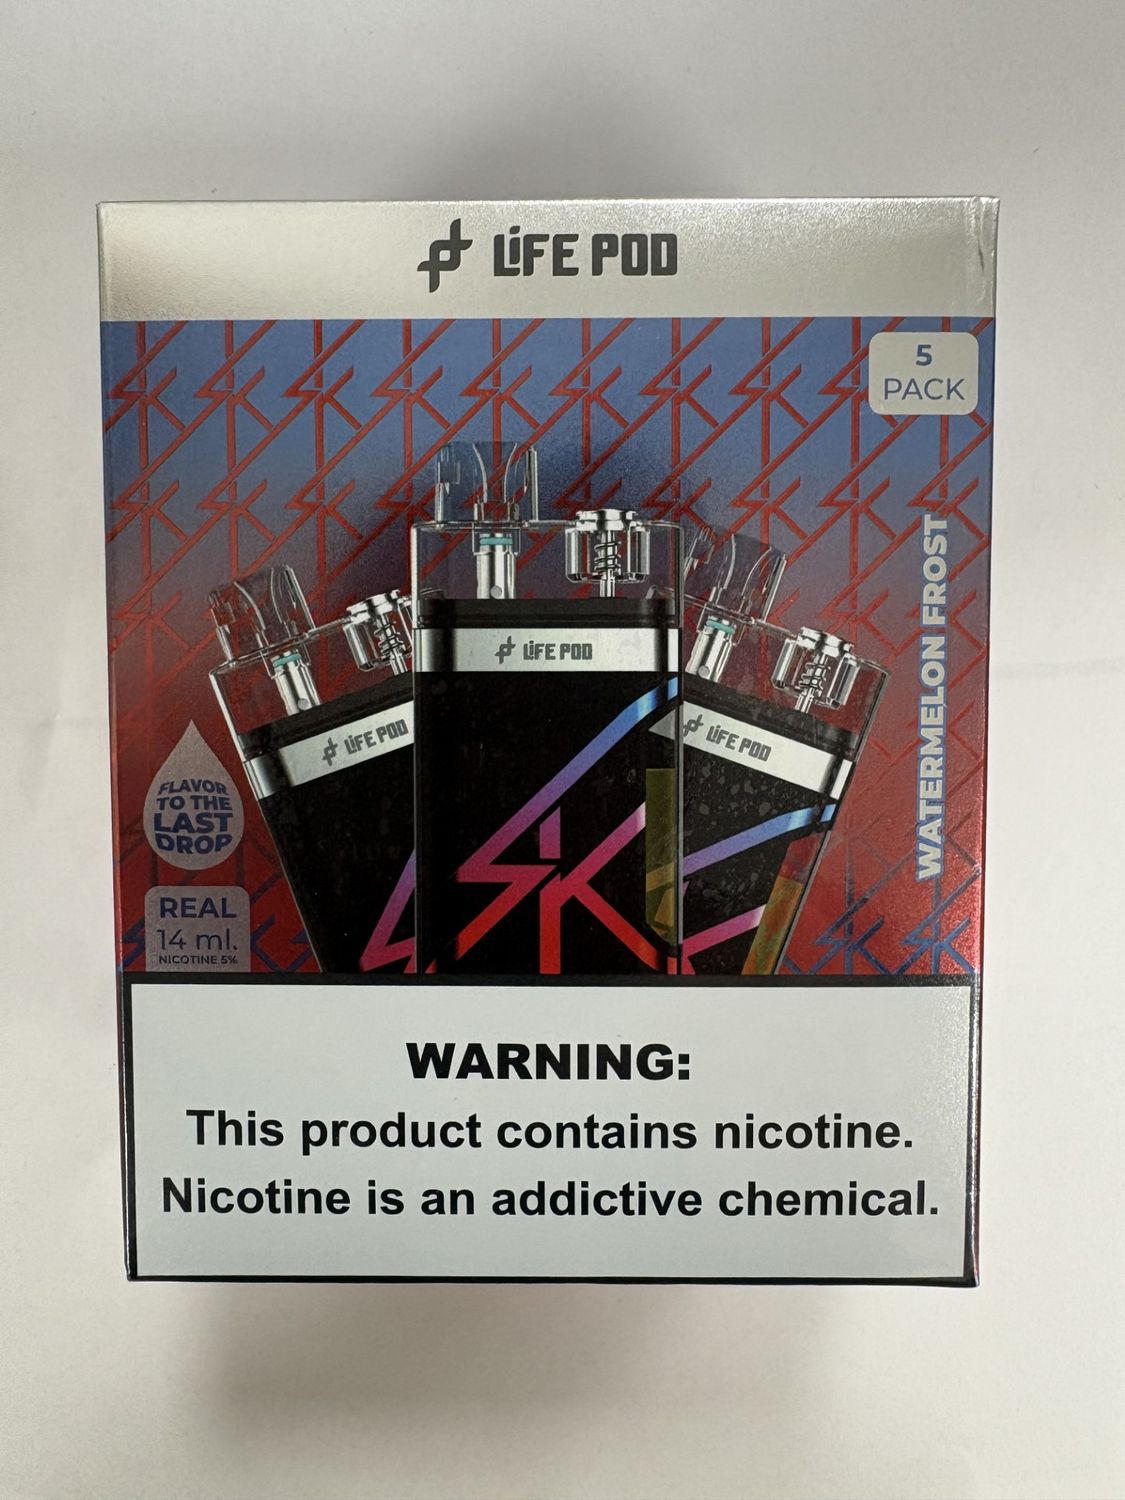 LiFE POD
5
PACK
WATERMELON FROST
LiFE POD
LiFE POD
LiFE POD
SK
FLAVOR
TO THE
LAST
DROP
REAL
14 ml.
NICOTINE 5%
WARNING:
This product contains nicotine.
Nicotine is an addictive chemical.